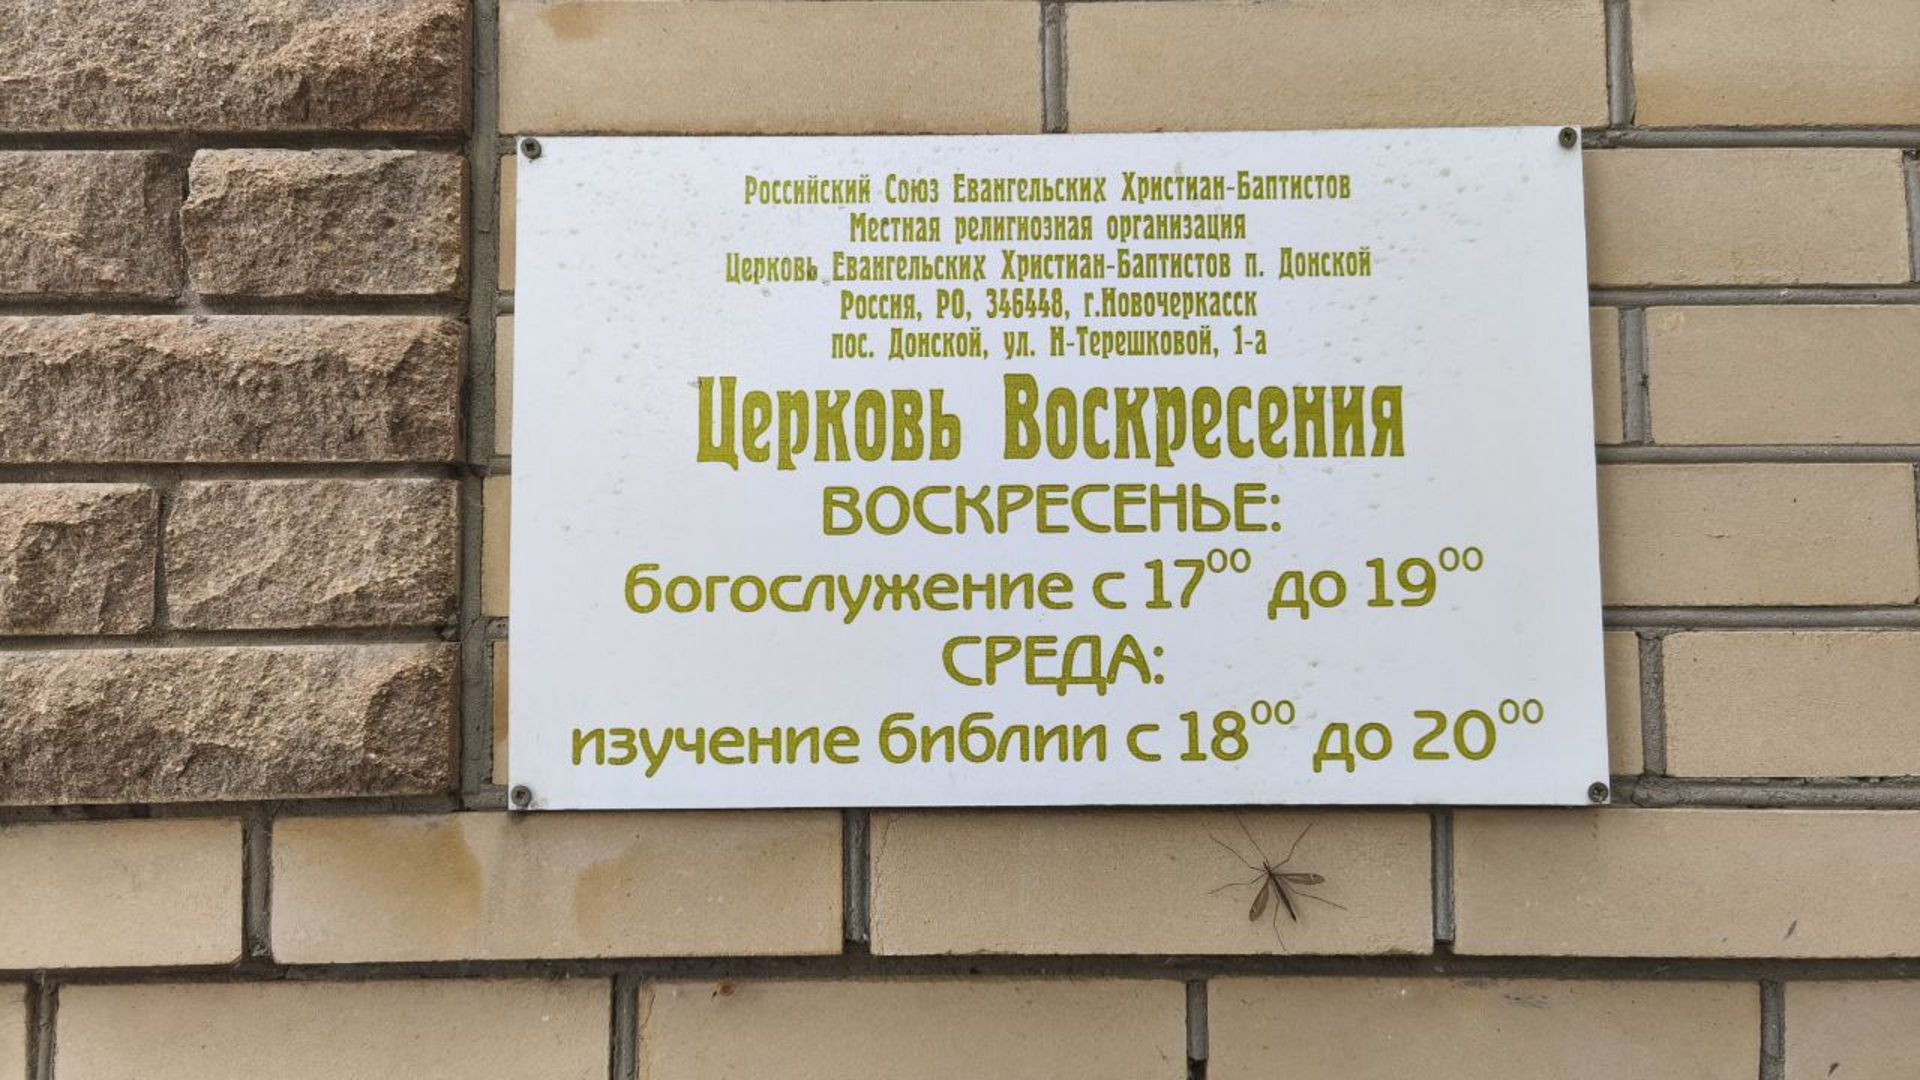 Российский Союз Евангельских Христиан-Баптистов
Местная религиозная организация
Церковь Евангельских Христиан-Баптистов п. Донской
Россия, РО, 346448, г.Новочеркасск
пос. Донской, ул. Н-Терешковой, 1-а
Церковь Воскресения
ВОСКРЕСЕНЬЕ:
богослужение с 17⁰⁰ до 19⁰⁰
СРЕДА:
изучение библии с 18⁰⁰ до 20⁰⁰